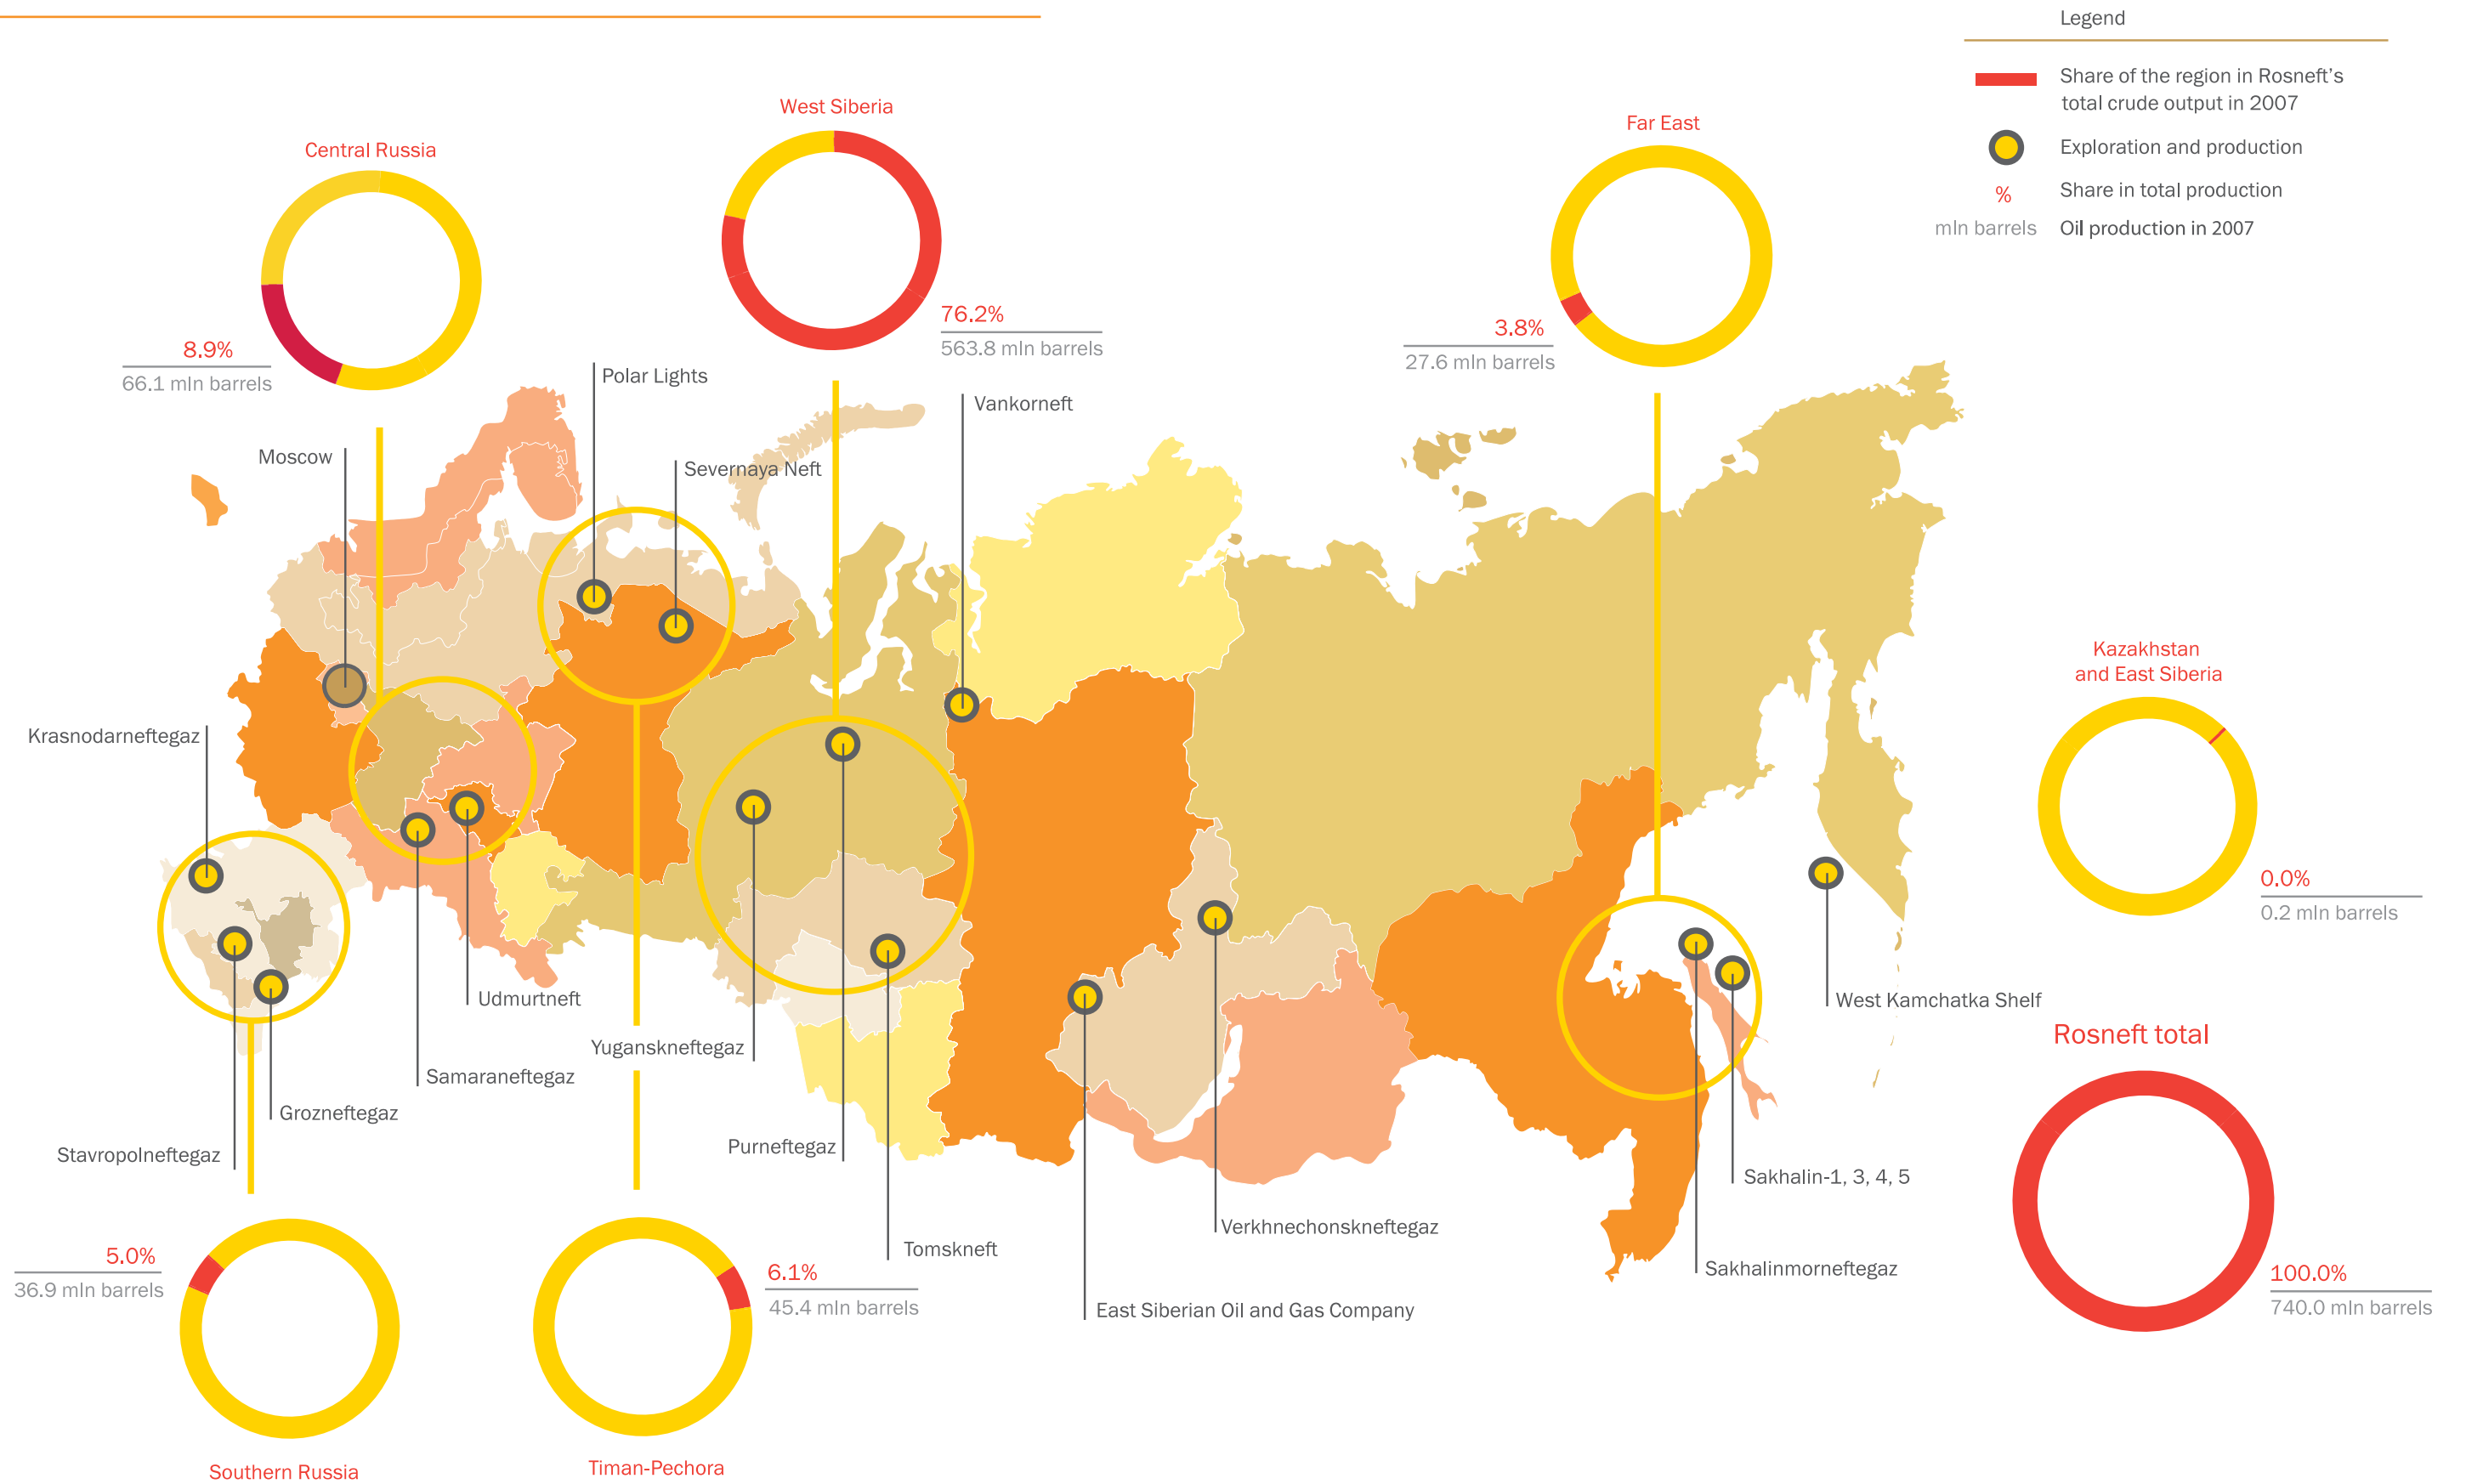 Legend
Share of the region in Rosneft's
total crude output in 2007
Exploration and production
% Share in total production
mln barrels Oil production in 2007
West Siberia
76.2%
563.8 mln barrels
Far East
3.8%
27.6 mln barrels
Central Russia
8.9%
66.1 mln barrels
Polar Lights
Vankorneft
Moscow
Severnaya Neft
Kazakhstan
and East Siberia
0.0%
0.2 mln barrels
Krasnodarneftegaz
Udmurtneft
West Kamchatka Shelf
Yuganskneftegaz
Samaraneftegaz
Grozneftegaz
Stavropolneftegaz
Purneftegaz
Sakhalin-1, 3, 4, 5
Verkhnechonskneftegaz
Tomskneft
Sakhalinmorneftegaz
East Siberian Oil and Gas Company
Rosneft total
100.0%
740.0 mln barrels
5.0%
36.9 mln barrels
Southern Russia
6.1%
45.4 mln barrels
Timan-Pechora